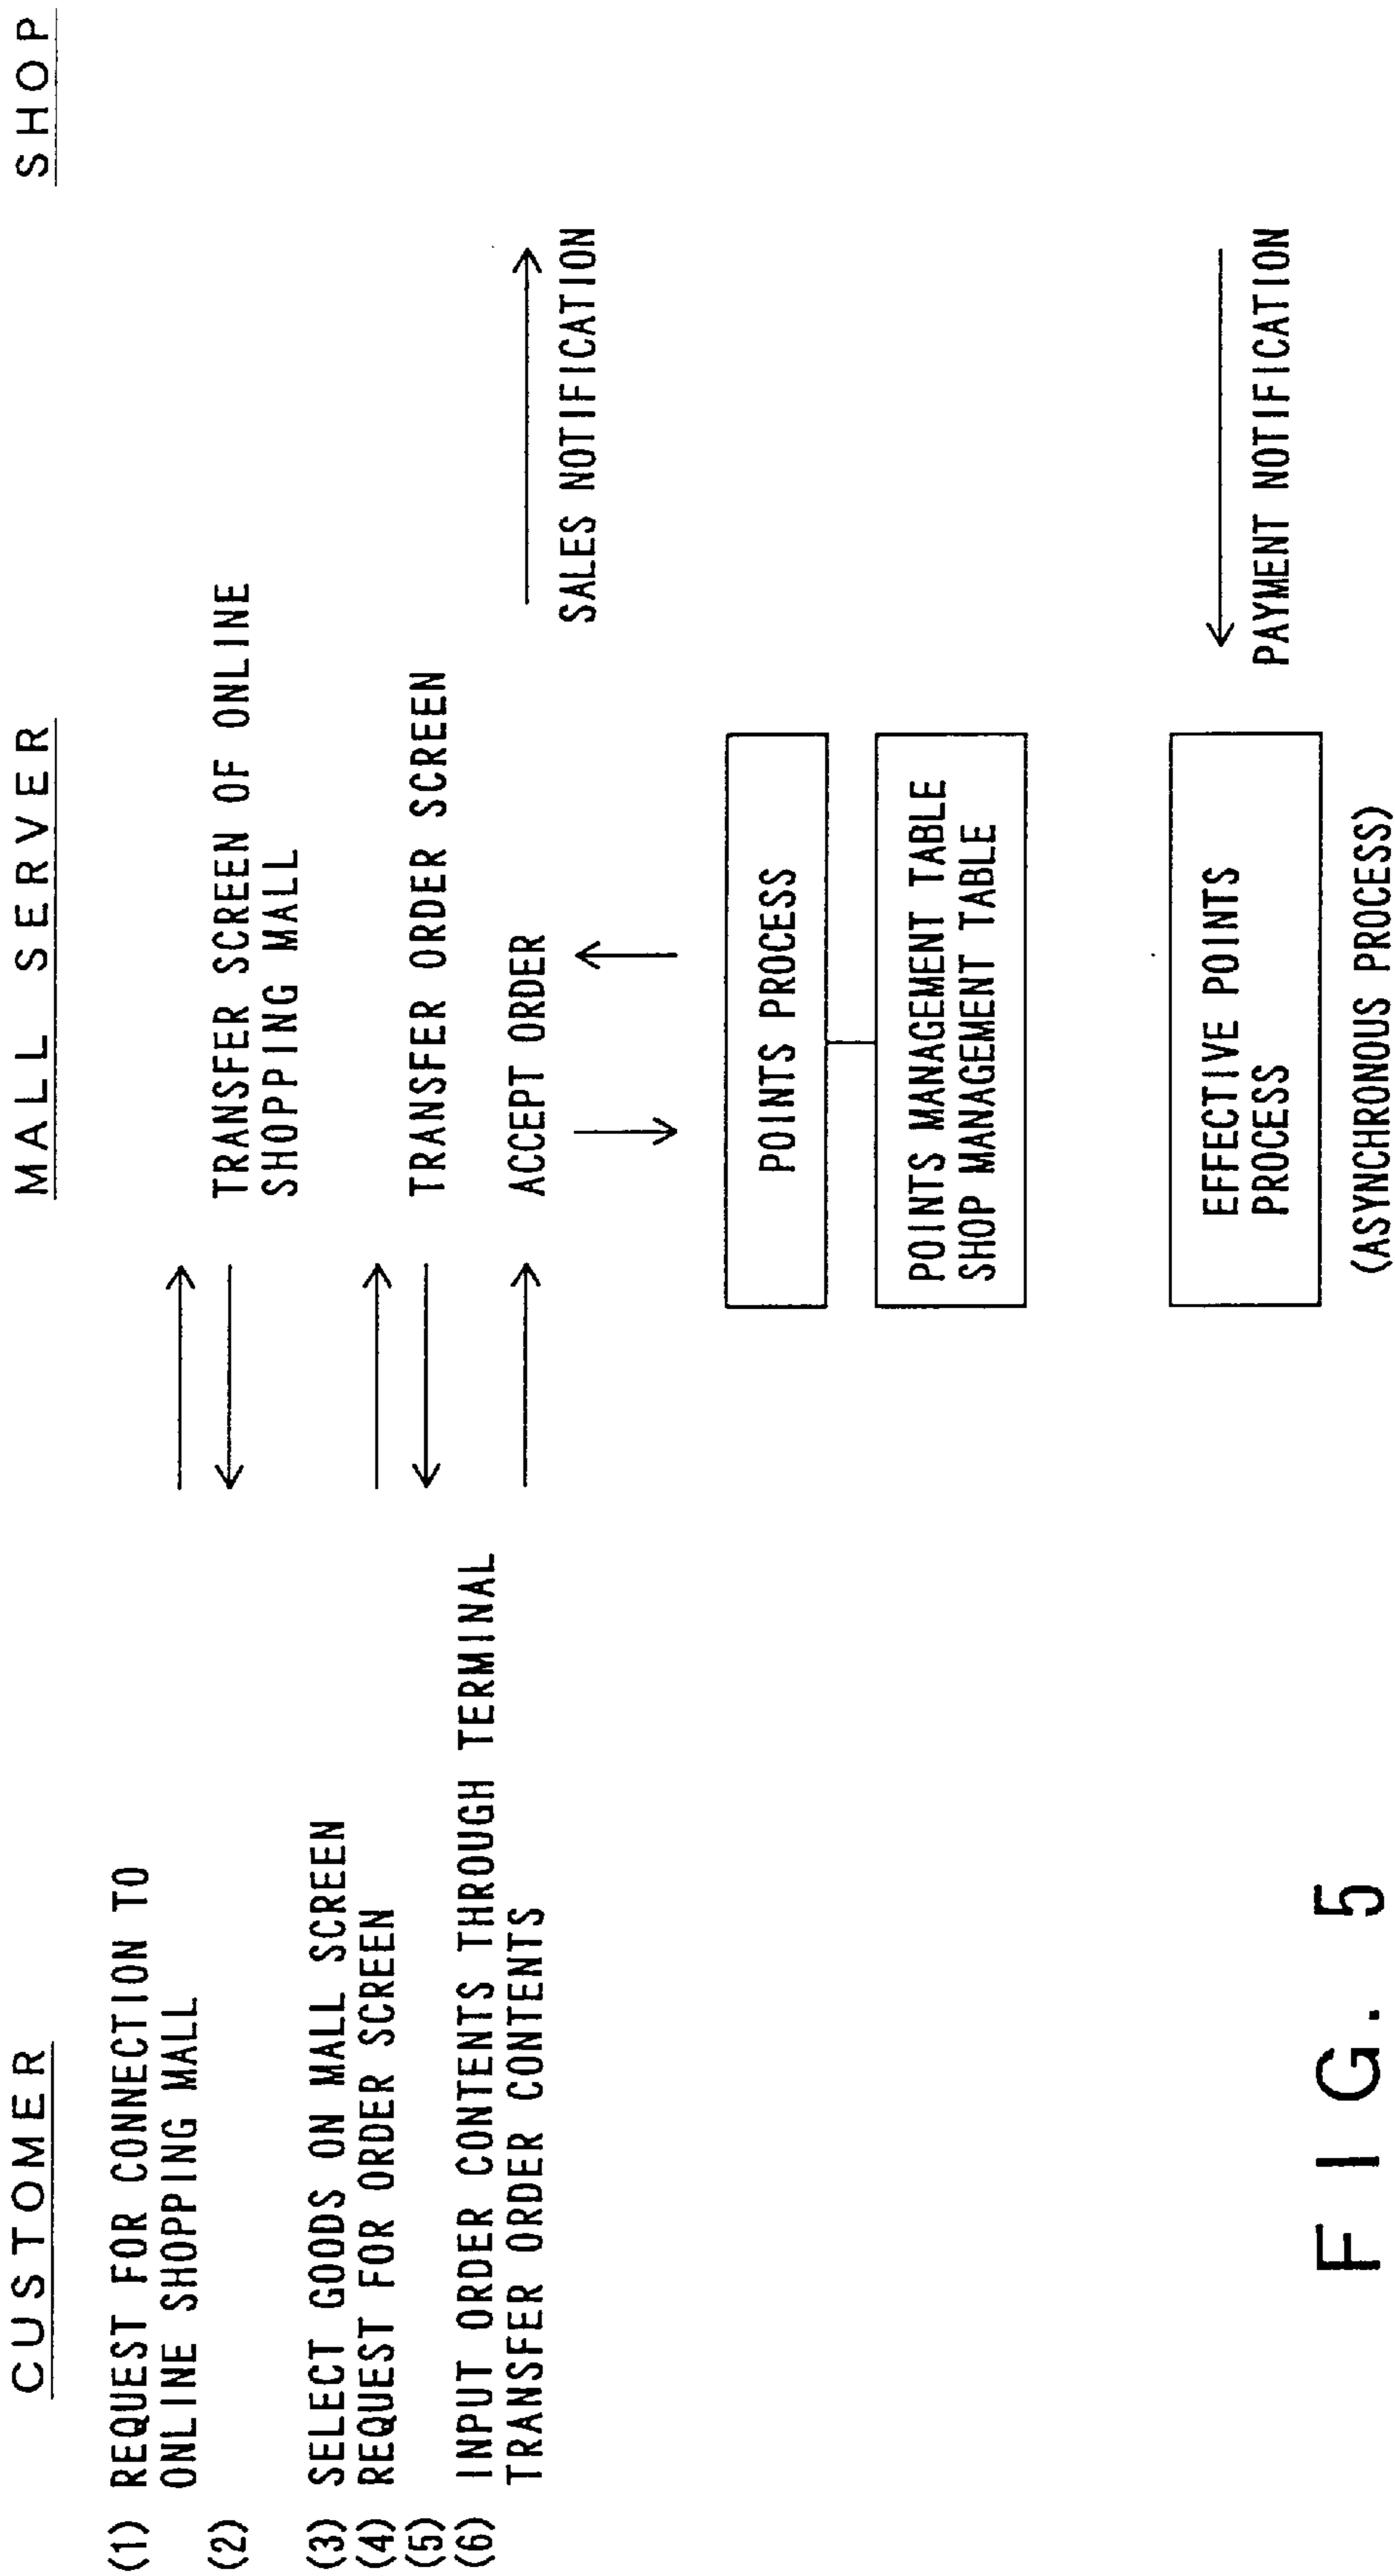 CUSTOMER
MALL SERVER
SHOP
(1) REQUEST FOR CONNECTION TO
ONLINE SHOPPING MALL
(2)
TRANSFER SCREEN OF ONLINE
SHOPPING MALL
(3) SELECT GOODS ON MALL SCREEN
(4) REQUEST FOR ORDER SCREEN
(5)
TRANSFER ORDER SCREEN
(6) INPUT ORDER CONTENTS THROUGH TERMINAL
TRANSFER ORDER CONTENTS
ACCEPT ORDER
SALES NOTIFICATION
POINTS PROCESS
POINTS MANAGEMENT TABLE
SHOP MANAGEMENT TABLE
EFFECTIVE POINTS
PROCESS
PAYMENT NOTIFICATION
(ASYNCHRONOUS PROCESS)
FIG. 5